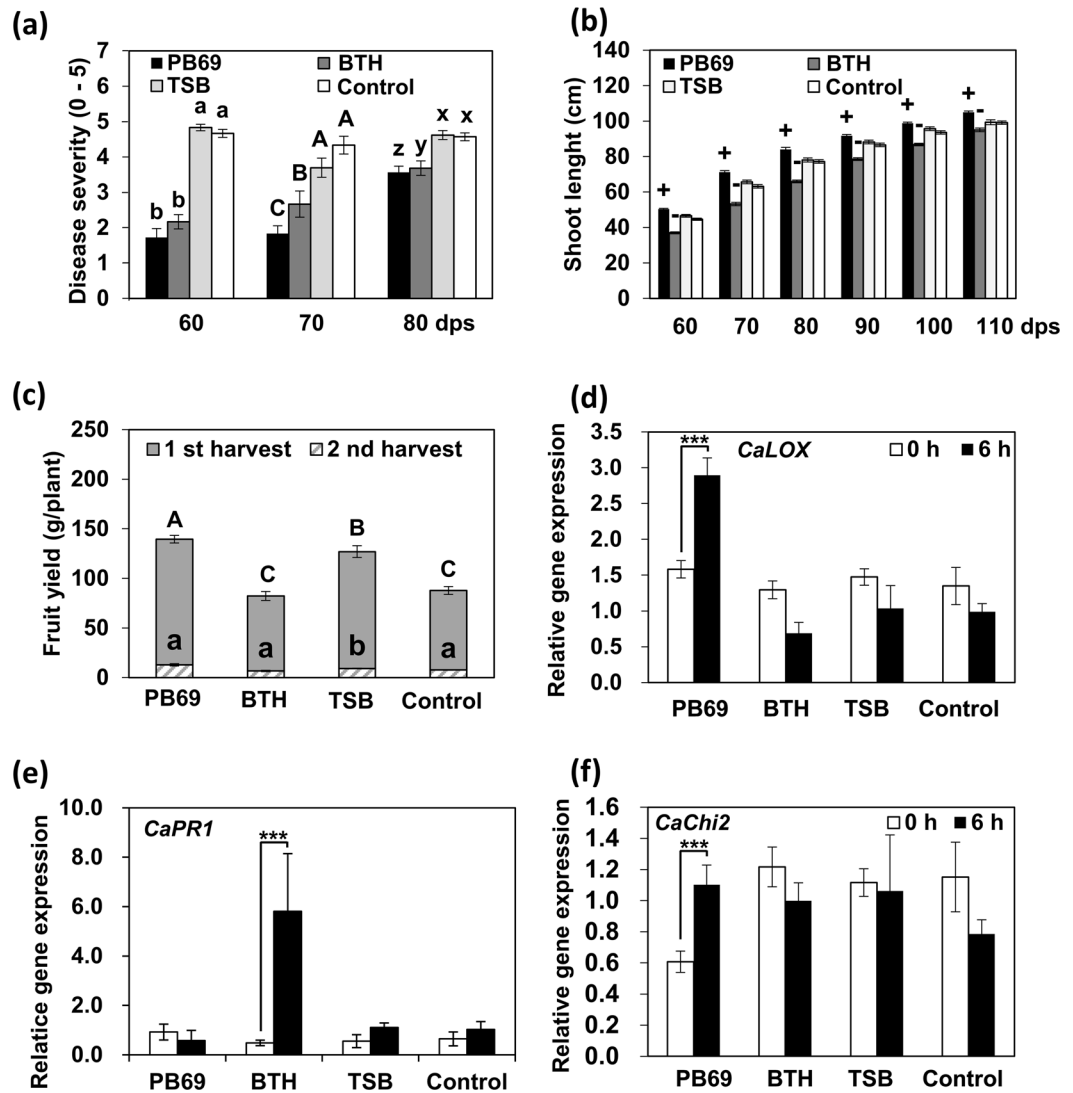 (a)
Disease severity (0 - 5)
7
6
5
4
3
2
1
0
PB69 BTH
TSB Control
b b a a
C B A A
z y x x
60 70 80 dps
(b)
Shoot lenght (cm)
140
120
100
80
60
40
20
0
PB69 BTH
TSB Control
+ -
+ -
+ -
+ -
+ -
+ -
60 70 80 90 100 110 dps
(c)
Fruit yield (g/plant)
250
200
150
100
50
0
1 st harvest 2 nd harvest
A C B C
a a b a
PB69 BTH TSB Control
(d)
Relative gene expression
3.5
3.0
2.5
2.0
1.5
1.0
0.5
0.0
*** CaLOX 0 h 6 h
PB69 BTH TSB Control
(e)
Relatice gene expression
10.0
8.0
6.0
4.0
2.0
0.0
CaPR1 ***
PB69 BTH TSB Control
(f)
Relative gene expression
1.6
1.4
1.2
1.0
0.8
0.6
0.4
0.2
0.0
CaChi2 0 h 6 h
***
PB69 BTH TSB Control